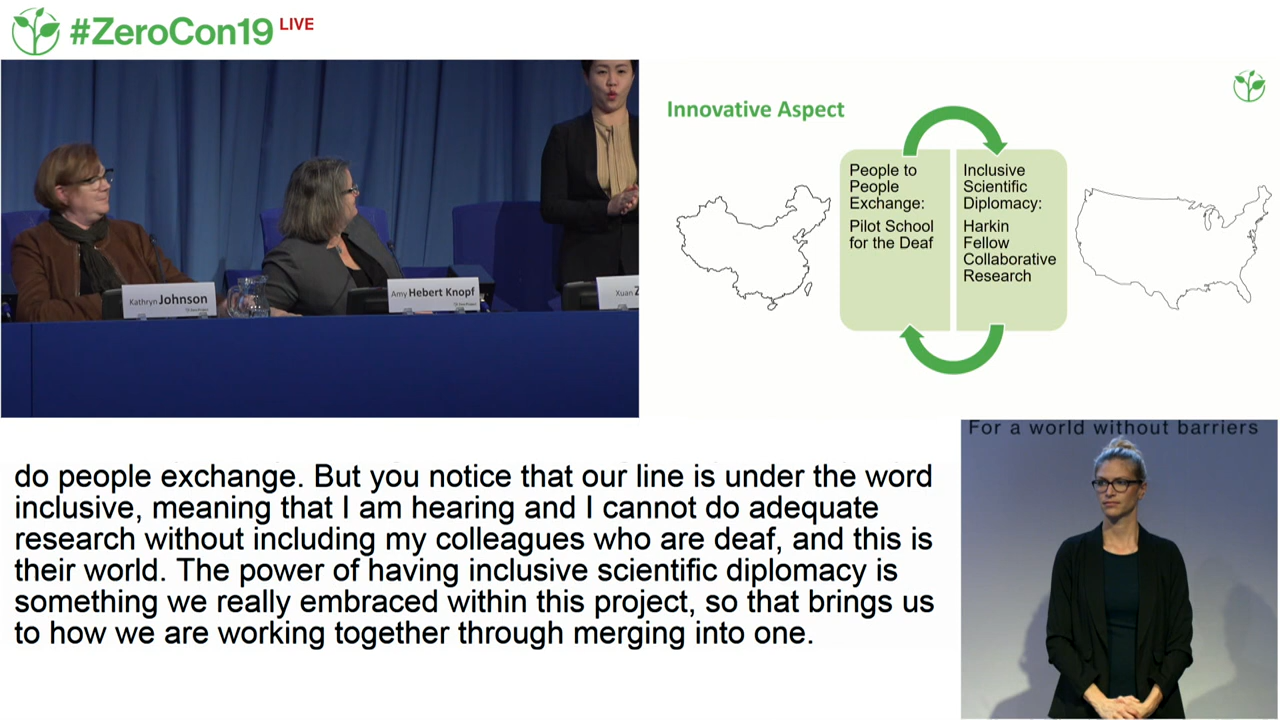 #ZeroCon19 LIVE
Kathryn Johnson
Amy Hebert Knopf
Xuan Z
Innovative Aspect
People to
People
Exchange:
Pilot School
for the Deaf
Inclusive
Scientific
Diplomacy:
Harkin
Fellow
Collaborative
Research
do people exchange. But you notice that our line is under the word
inclusive, meaning that I am hearing and I cannot do adequate
research without including my colleagues who are deaf, and this is
their world. The power of having inclusive scientific diplomacy is
something we really embraced within this project, so that brings us
to how we are working together through merging into one.
For a world without barriers